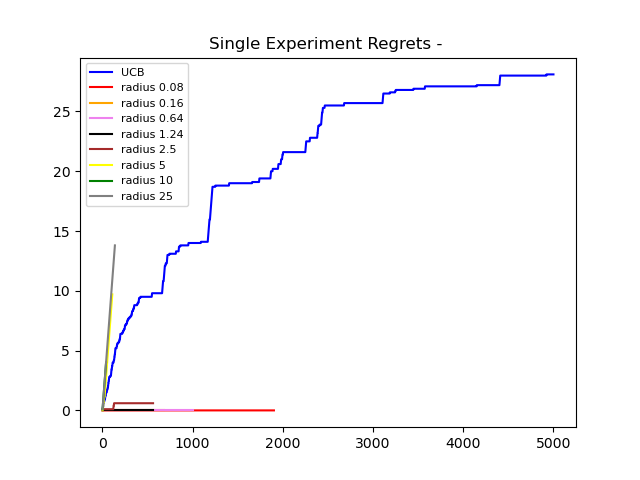 Single Experiment Regrets -
UCB
radius 0.08
radius 0.16
radius 0.64
radius 1.24
radius 2.5
radius 5
radius 10
radius 25
25
20
15
10
5
0
0 1000 2000 3000 4000 5000